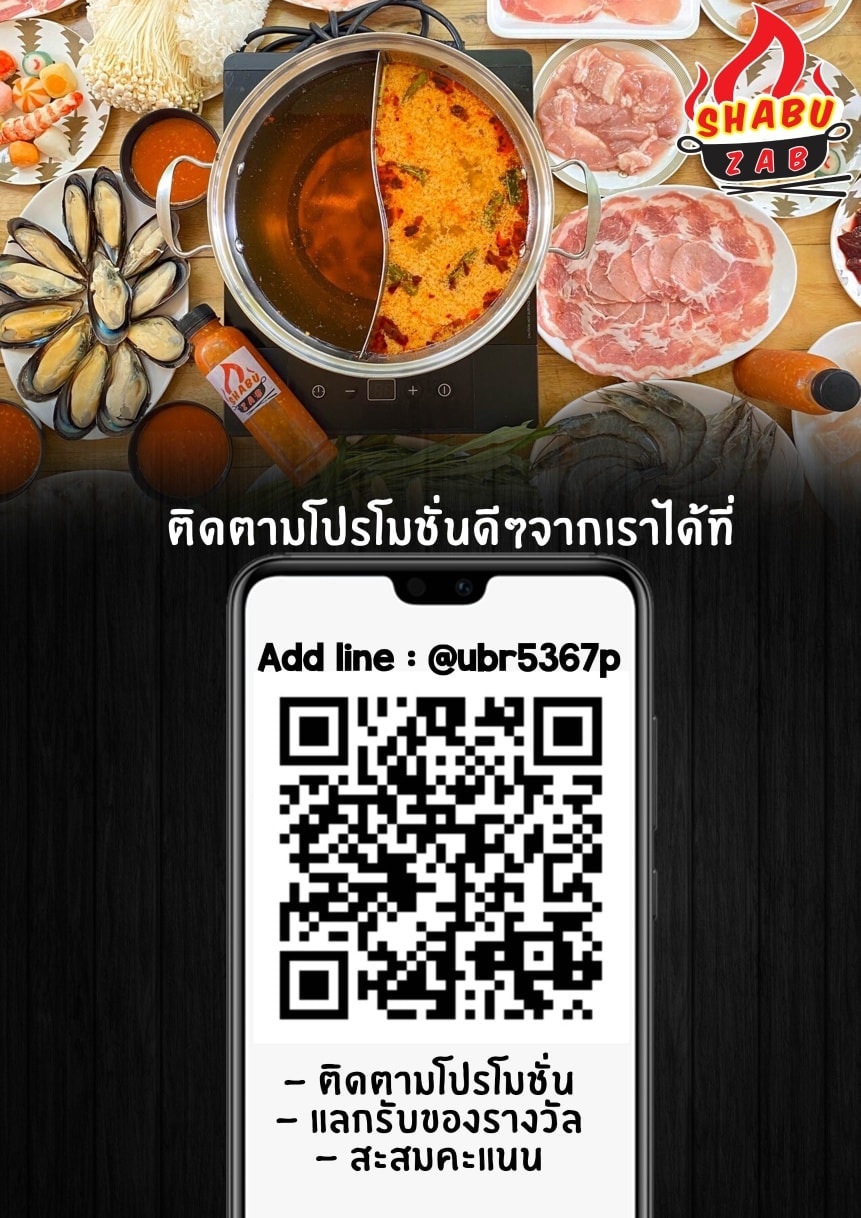 SHABU
ZAB
SHABU
ZAB
ติดตามโปรโมชั่นดีๆจากเราได้ที่
Add line : @ubr5367p
– ติดตามโปรโมชั่น
– แลกรับของรางวัล
– สะสมคะแนน